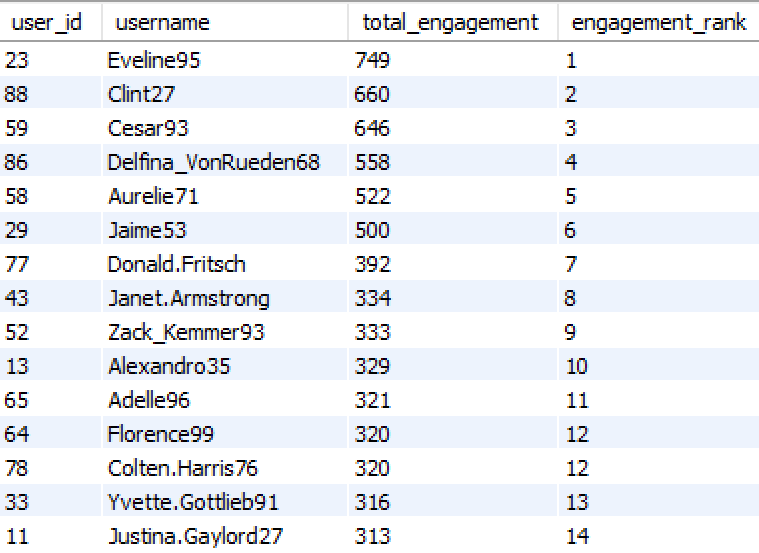 user_id username total_engagement engagement_rank
23 Eveline95 749 1
88 Clint27 660 2
59 Cesar93 646 3
86 Delfina_VonRueden68 558 4
58 Aurelie71 522 5
29 Jaime53 500 6
77 Donald.Fritsch 392 7
43 Janet.Armstrong 334 8
52 Zack_Kemmer93 333 9
13 Alexandro35 329 10
65 Adelle96 321 11
64 Florence99 320 12
78 Colten.Harris76 320 12
33 Yvette.Gottlieb91 316 13
11 Justina.Gaylord27 313 14